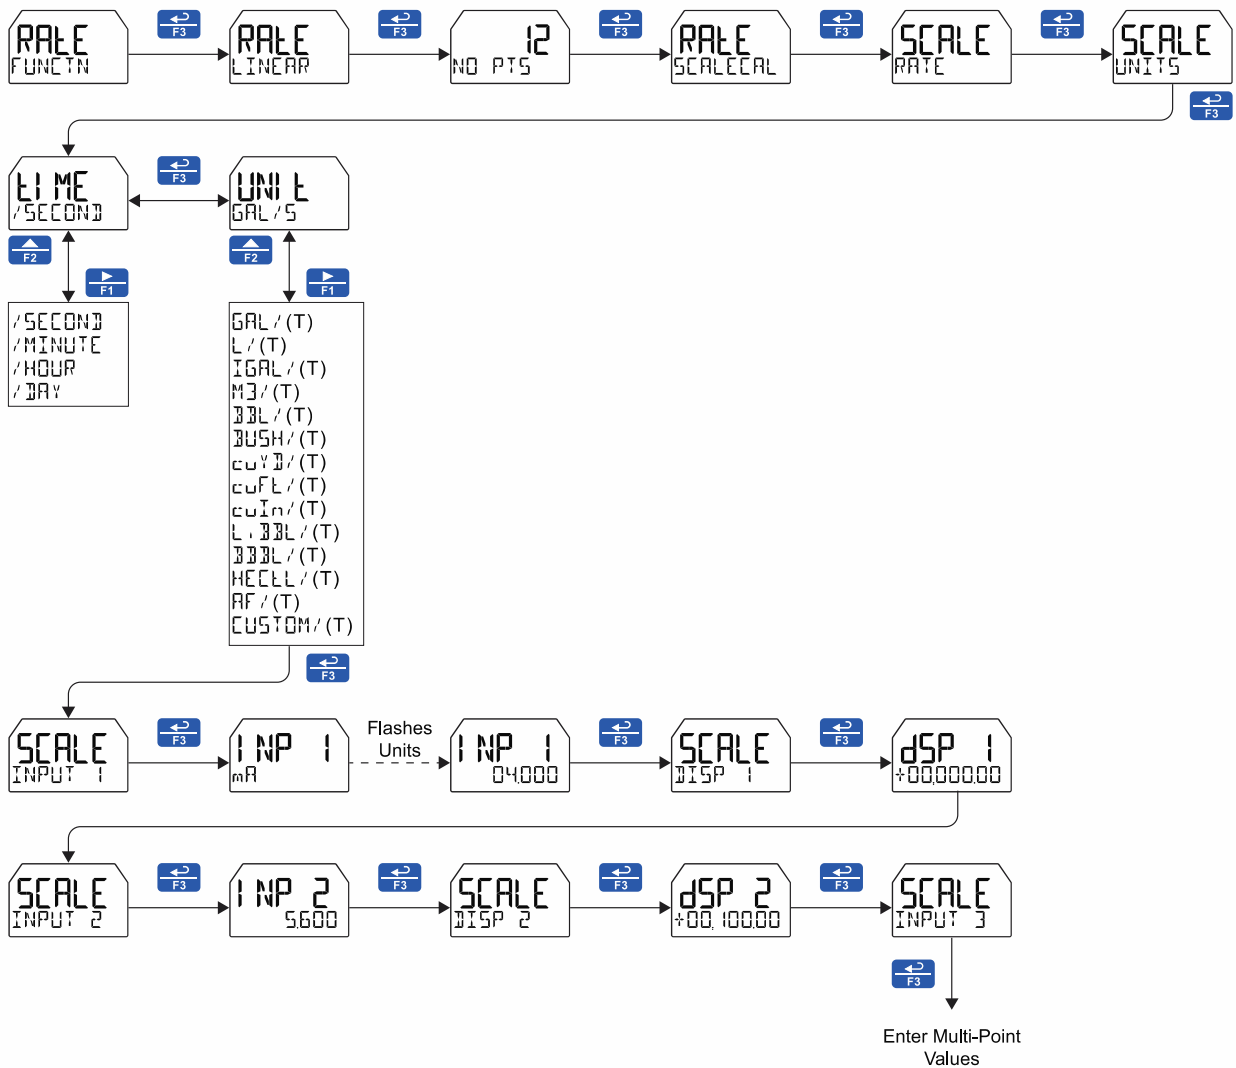 RAtE
FUNCTN
F3
RAtE
LINEAR
F3
12
NO PTS
F3
RAtE
SCALECAL
F3
SCALE
RATE
F3
SCALE
UNITS
F3
tIME
/SECOND
F3
UNIt
GAL/S
F2
F1
F2
F1
/SECOND
/MINUTE
/HOUR
/DAY
GAL/(T)
L/(T)
IGAL/(T)
M3/(T)
BBL/(T)
BUSH/(T)
cuYD/(T)
cuFt/(T)
cuIn/(T)
LiBBL/(T)
BBBL/(T)
HECtL/(T)
AF/(T)
CUSTOM/(T)
F3
SCALE
INPUT 1
F3
INP 1
mA
Flashes
Units
INP 1
04.000
F3
SCALE
DISP 1
F3
dSP 1
+00,000.00
SCALE
INPUT 2
F3
INP 2
5.600
F3
SCALE
DISP 2
F3
dSP 2
+00,100.00
F3
SCALE
INPUT 3
F3
Enter Multi-Point
Values